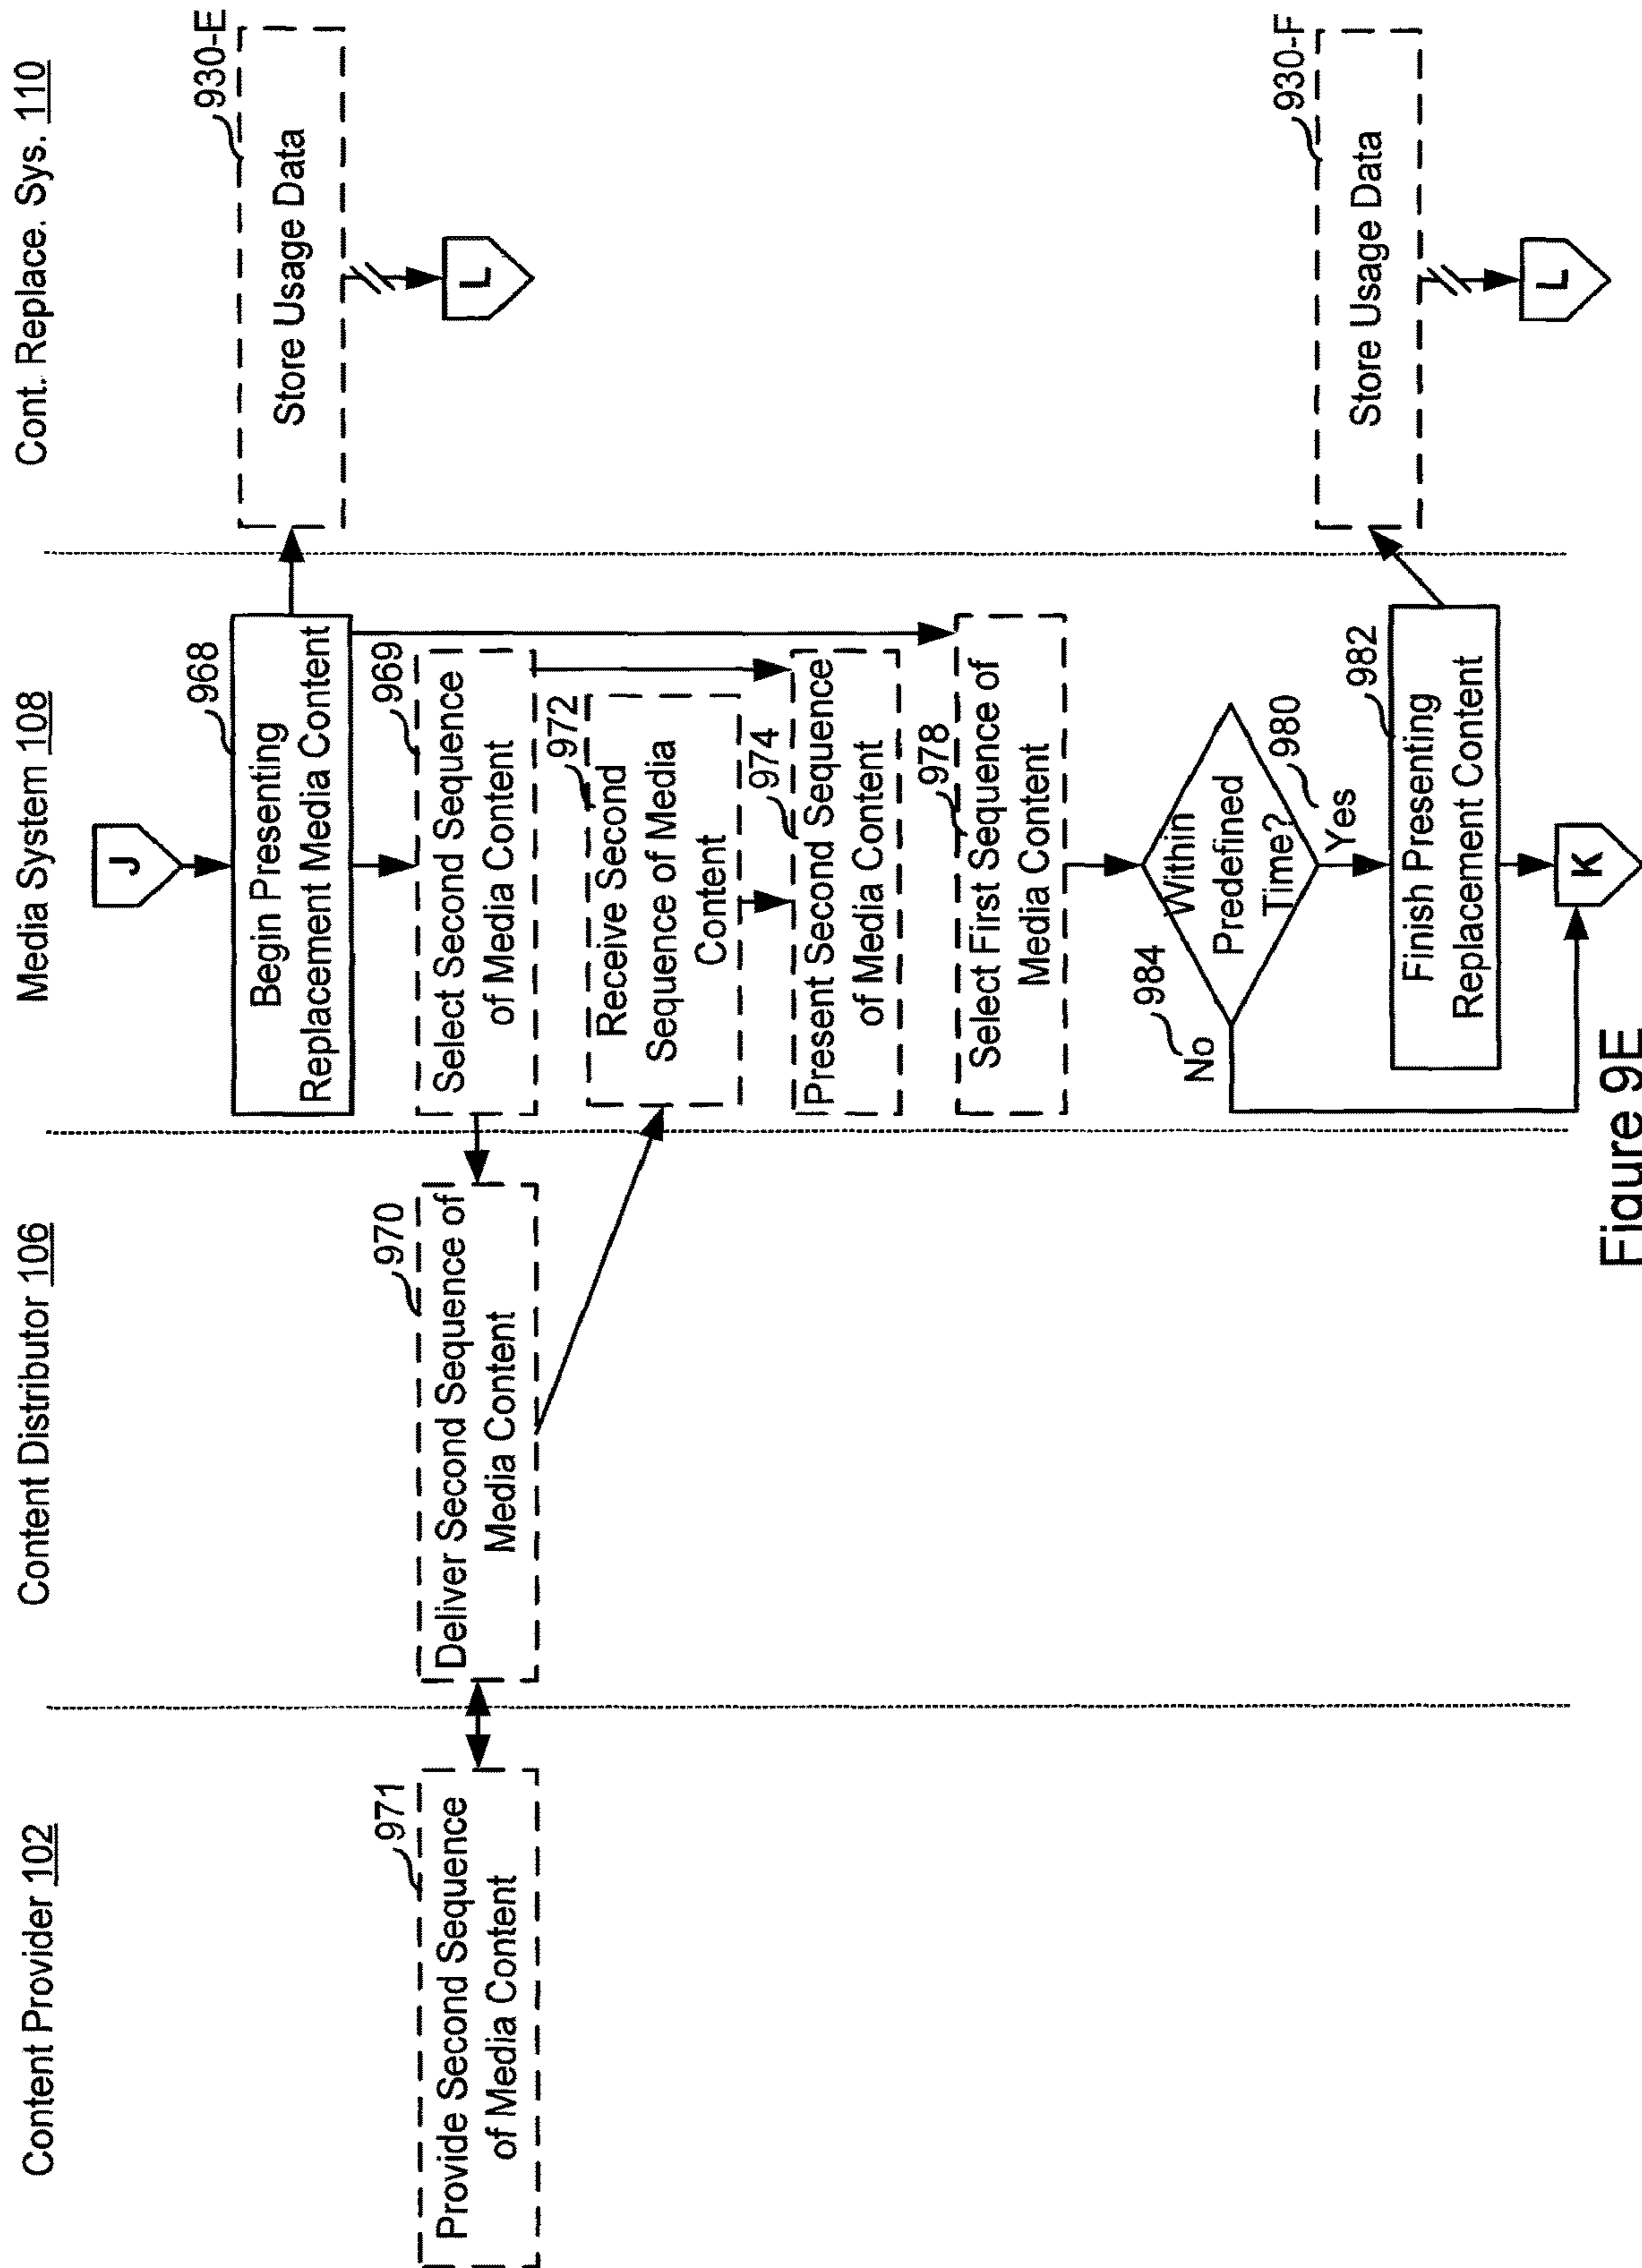 Content Provider 102
Content Distributor 106
Media System 108
Cont. Replace. Sys. 110
J
968
Begin Presenting
Replacement Media Content
930-E
Store Usage Data
L
971
Provide Second Sequence
of Media Content
970
Deliver Second Sequence of
Media Content
969
Select Second Sequence
of Media Content
972
Receive Second
Sequence of Media
Content
974
Present Second Sequence
of Media Content
978
Select First Sequence of
Media Content
984
No
Within
Predefined
Time?
980
Yes
982
Finish Presenting
Replacement Content
930-F
Store Usage Data
L
K
Figure 9E